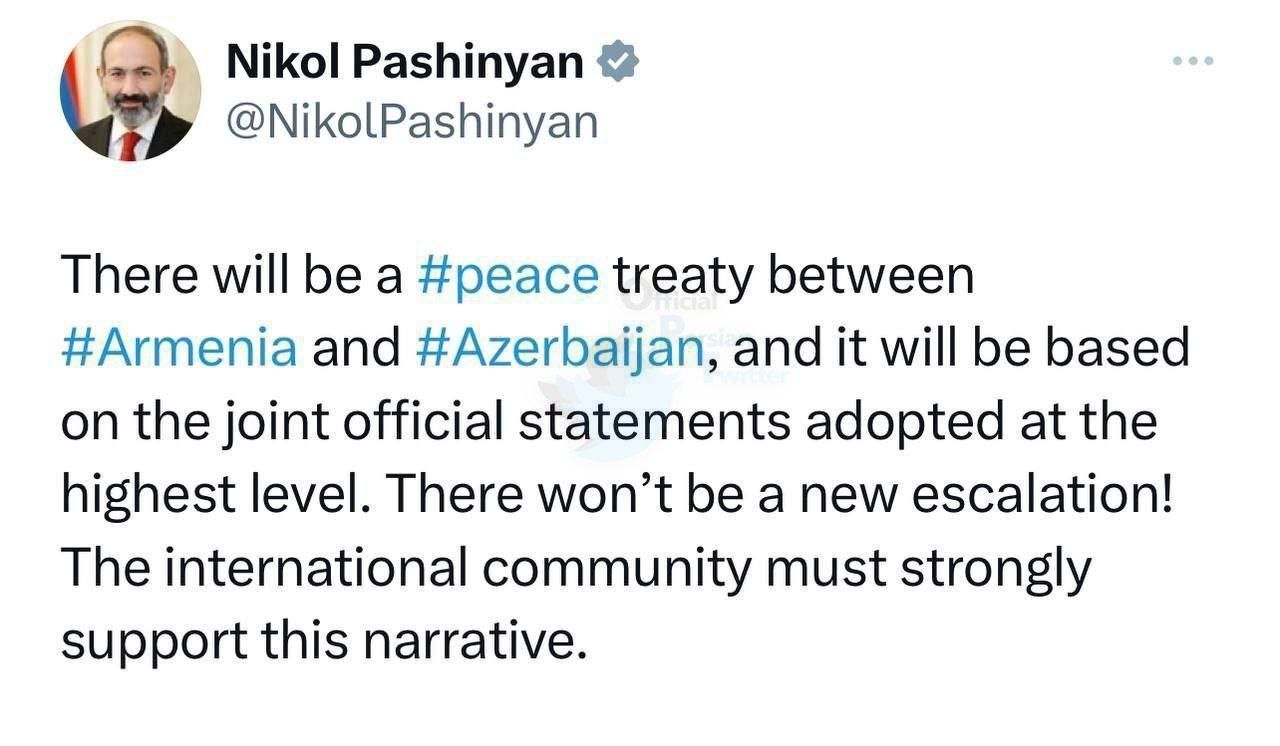 Nikol Pashinyan
@NikolPashinyan
There will be a #peace treaty between
#Armenia and #Azerbaijan, and it will be based
on the joint official statements adopted at the
highest level. There won’t be a new escalation!
The international community must strongly
support this narrative.
Official
Persian
Twitter